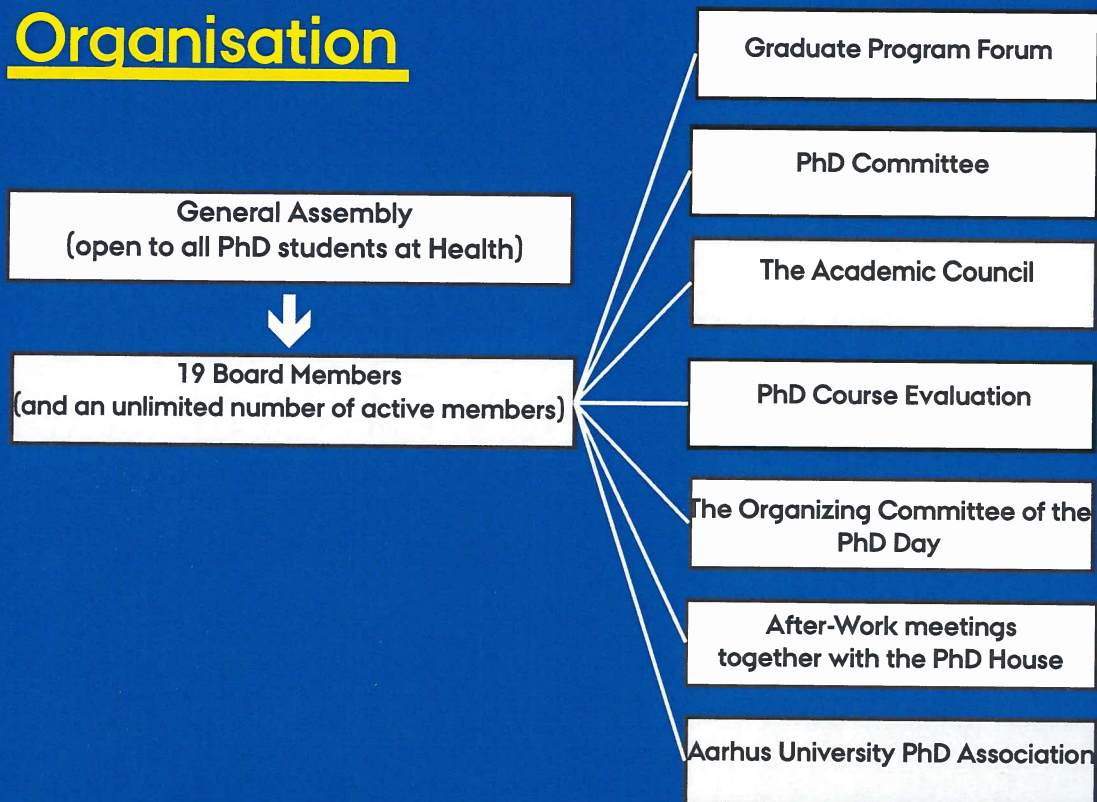 Organisation
General Assembly
(open to all PhD students at Health)
19 Board Members
(and an unlimited number of active members)
Graduate Program Forum
PhD Committee
The Academic Council
PhD Course Evaluation
The Organizing Committee of the
PhD Day
After-Work meetings
together with the PhD House
Aarhus University PhD Association